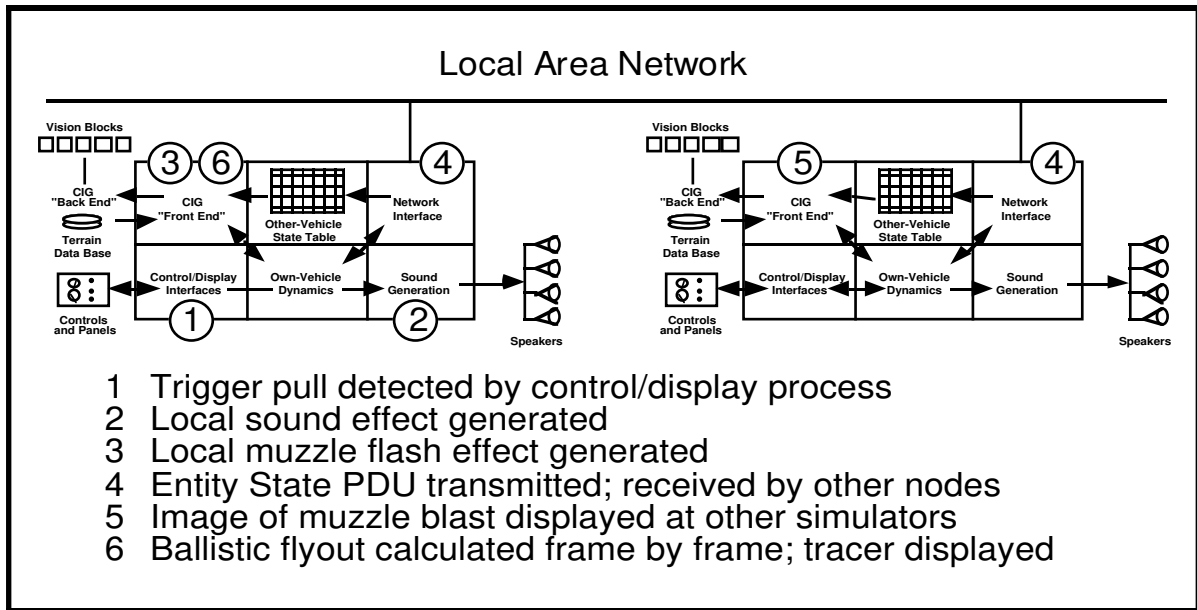 Local Area Network
Vision Blocks
3
6
4
CIG
"Back End"
CIG
"Front End"
Network
Interface
Other-Vehicle
State Table
Terrain
Data Base
Control/Display
Interfaces
Own-Vehicle
Dynamics
Sound
Generation
Controls
and Panels
1
2
Speakers
Vision Blocks
5
4
CIG
"Back End"
CIG
"Front End"
Network
Interface
Other-Vehicle
State Table
Terrain
Data Base
Control/Display
Interfaces
Own-Vehicle
Dynamics
Sound
Generation
Controls
and Panels
Speakers
1 Trigger pull detected by control/display process
2 Local sound effect generated
3 Local muzzle flash effect generated
4 Entity State PDU transmitted; received by other nodes
5 Image of muzzle blast displayed at other simulators
6 Ballistic flyout calculated frame by frame; tracer displayed